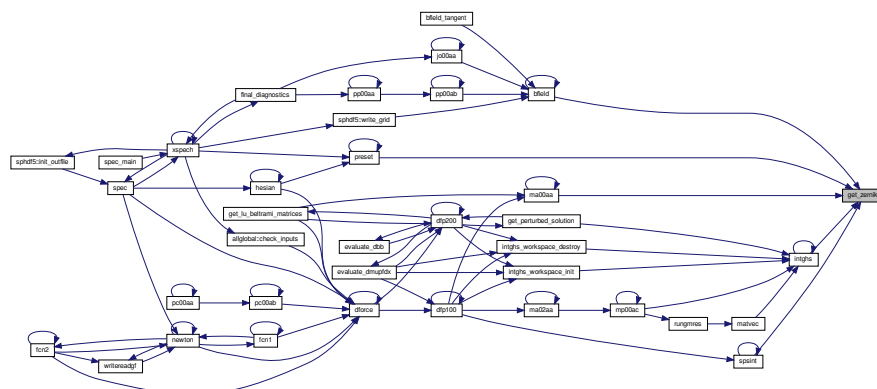 bfield_tangent
jo00aa
final_diagnostics
pp00aa
pp00ab
bfield
sphdf5::write_grid
xspech
sphdf5::init_outfile
spec_main
preset
spec
hesian
ma00aa
get_zernik
get_lu_beltrami_matrices
dfp200
get_perturbed_solution
allglobal::check_inputs
evaluate_dbb
intghs_workspace_destroy
intghs
evaluate_dmupfdx
intghs_workspace_init
pc00aa
pc00ab
dforce
dfp100
ma02aa
mp00ac
rungmres
matvec
newton
fcn1
fcn2
writereadgf
spsint